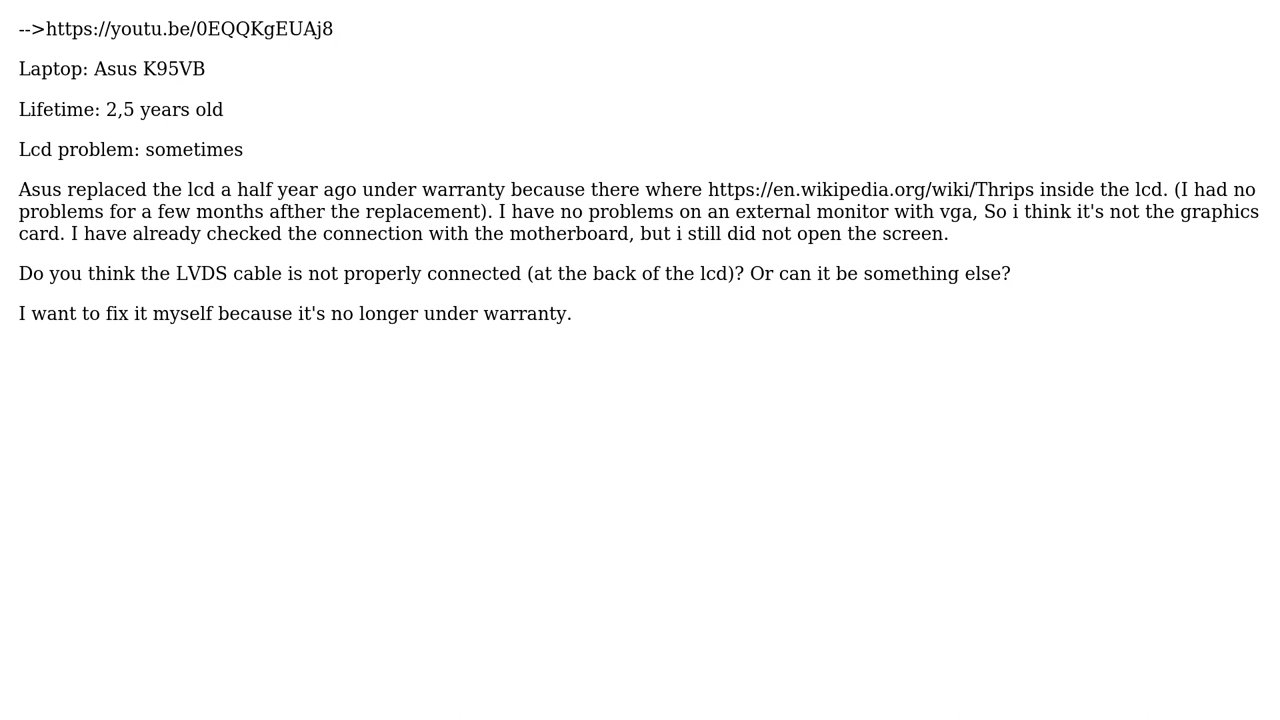 -->https://youtu.be/0EQQKgEUAj8
Laptop: Asus K95VB
Lifetime: 2,5 years old
Lcd problem: sometimes
Asus replaced the lcd a half year ago under warranty because there where https://en.wikipedia.org/wiki/Thrips inside the lcd. (I had no
problems for a few months afther the replacement). I have no problems on an external monitor with vga, So i think it's not the graphics
card. I have already checked the connection with the motherboard, but i still did not open the screen.
Do you think the LVDS cable is not properly connected (at the back of the lcd)? Or can it be something else?
I want to fix it myself because it's no longer under warranty.